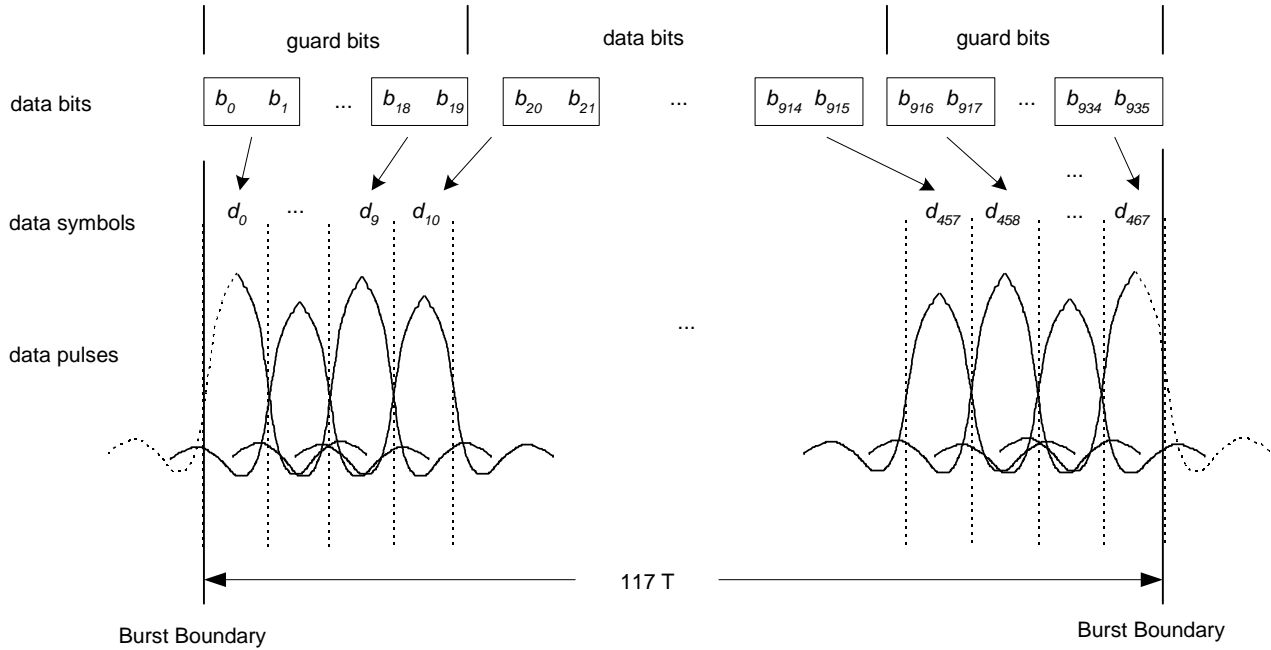 guard bits data bits guard bits
data bits b0 b1 ... b18 b19 b20 b21 ... b914 b915 b916 b917 ... b934 b935
...
data symbols d0 ... d9 d10 d457 d458 ... d467
...
data pulses
117 T
Burst Boundary Burst Boundary